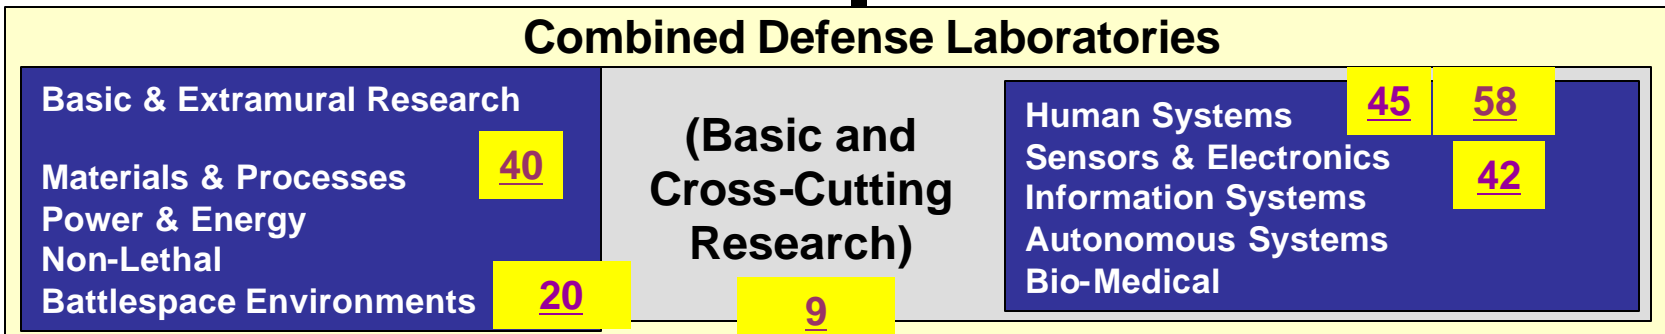 Combined Defense Laboratories
Basic & Extramural Research
Materials & Processes
40
Power & Energy
Non-Lethal
Battlespace Environments
20
(Basic and
Cross-Cutting
Research)
9
Human Systems
45
58
Sensors & Electronics
42
Information Systems
Autonomous Systems
Bio-Medical